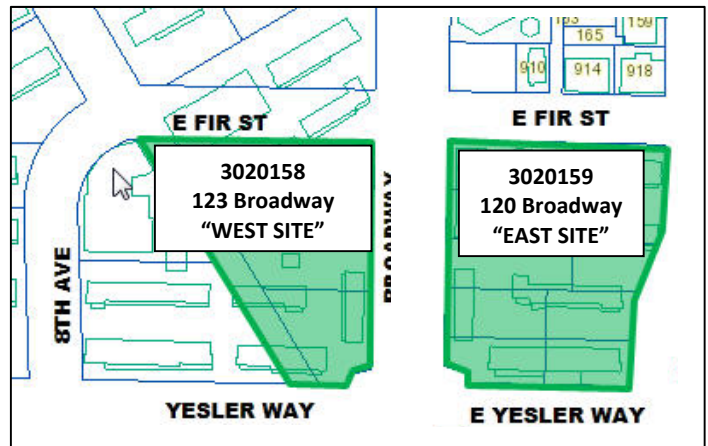 165
159
910
914
918
E FIR ST
E FIR ST
3020158
123 Broadway
“WEST SITE”
3020159
120 Broadway
“EAST SITE”
BROADWAY
8TH AVE
YESLER WAY
E YESLER WAY